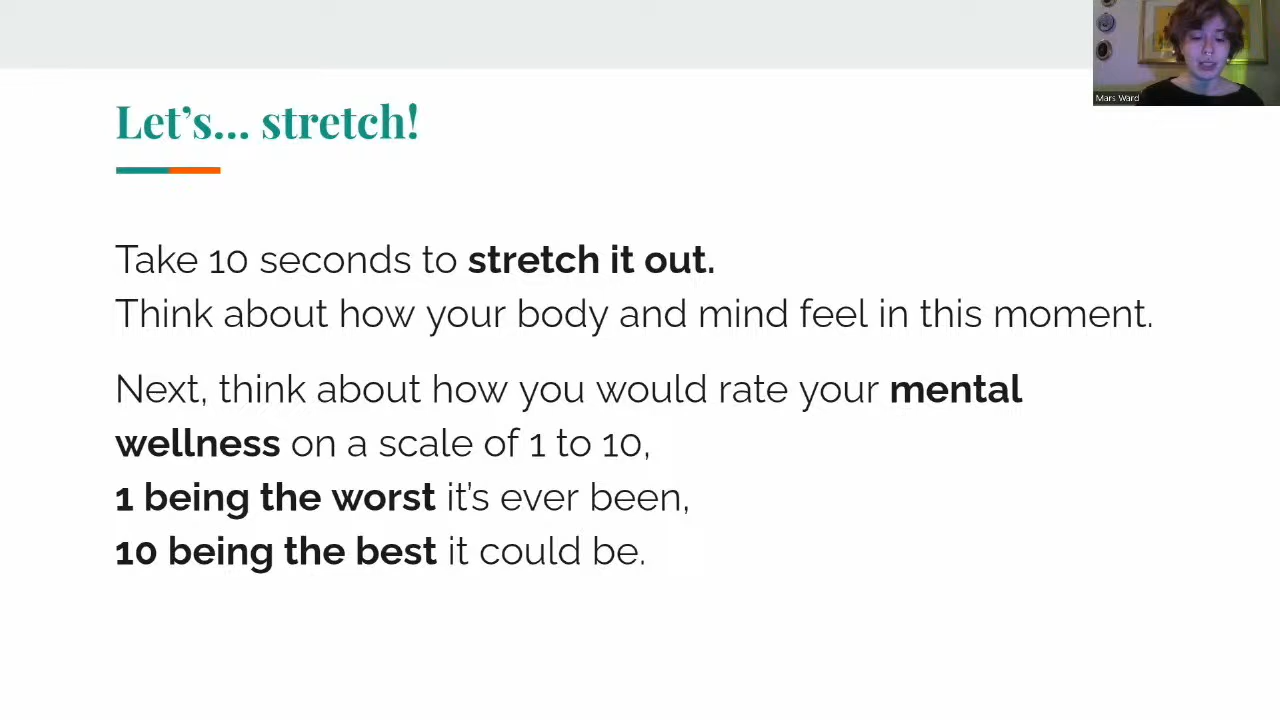 Let's... stretch!
Mars Ward
Take 10 seconds to stretch it out.
Think about how your body and mind feel in this moment.
Next, think about how you would rate your mental
wellness on a scale of 1 to 10,
1 being the worst it's ever been,
10 being the best it could be.